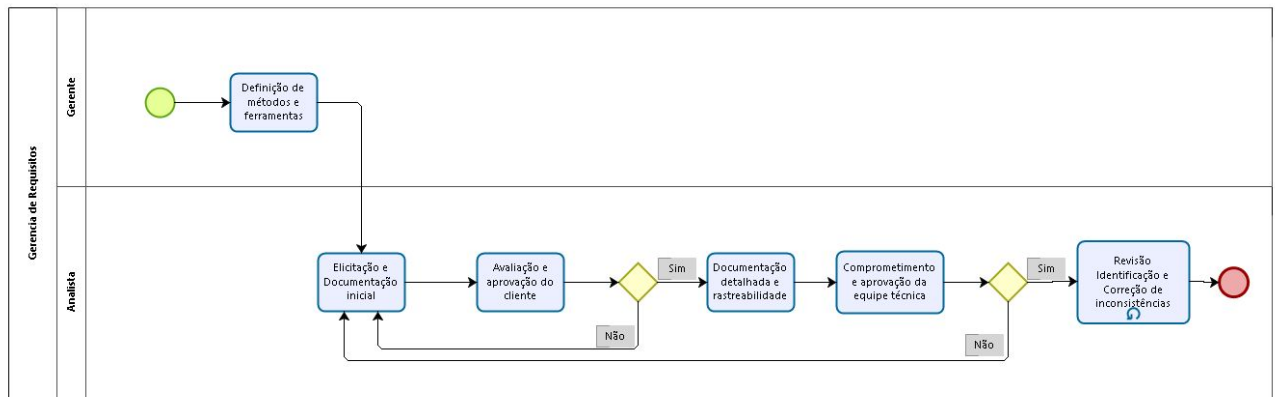 Gerencia de Requisitos
Gerente
Definição de
métodos e
ferramentas
Analista
Elicitação e
Documentação
inicial
Avaliação e
aprovação do
cliente
Sim
Não
Documentação
detalhada e
rastreabilidade
Comprometimento
e aprovação da
equipe técnica
Sim
Não
Revisão
Identificação e
Correção de
inconsistências